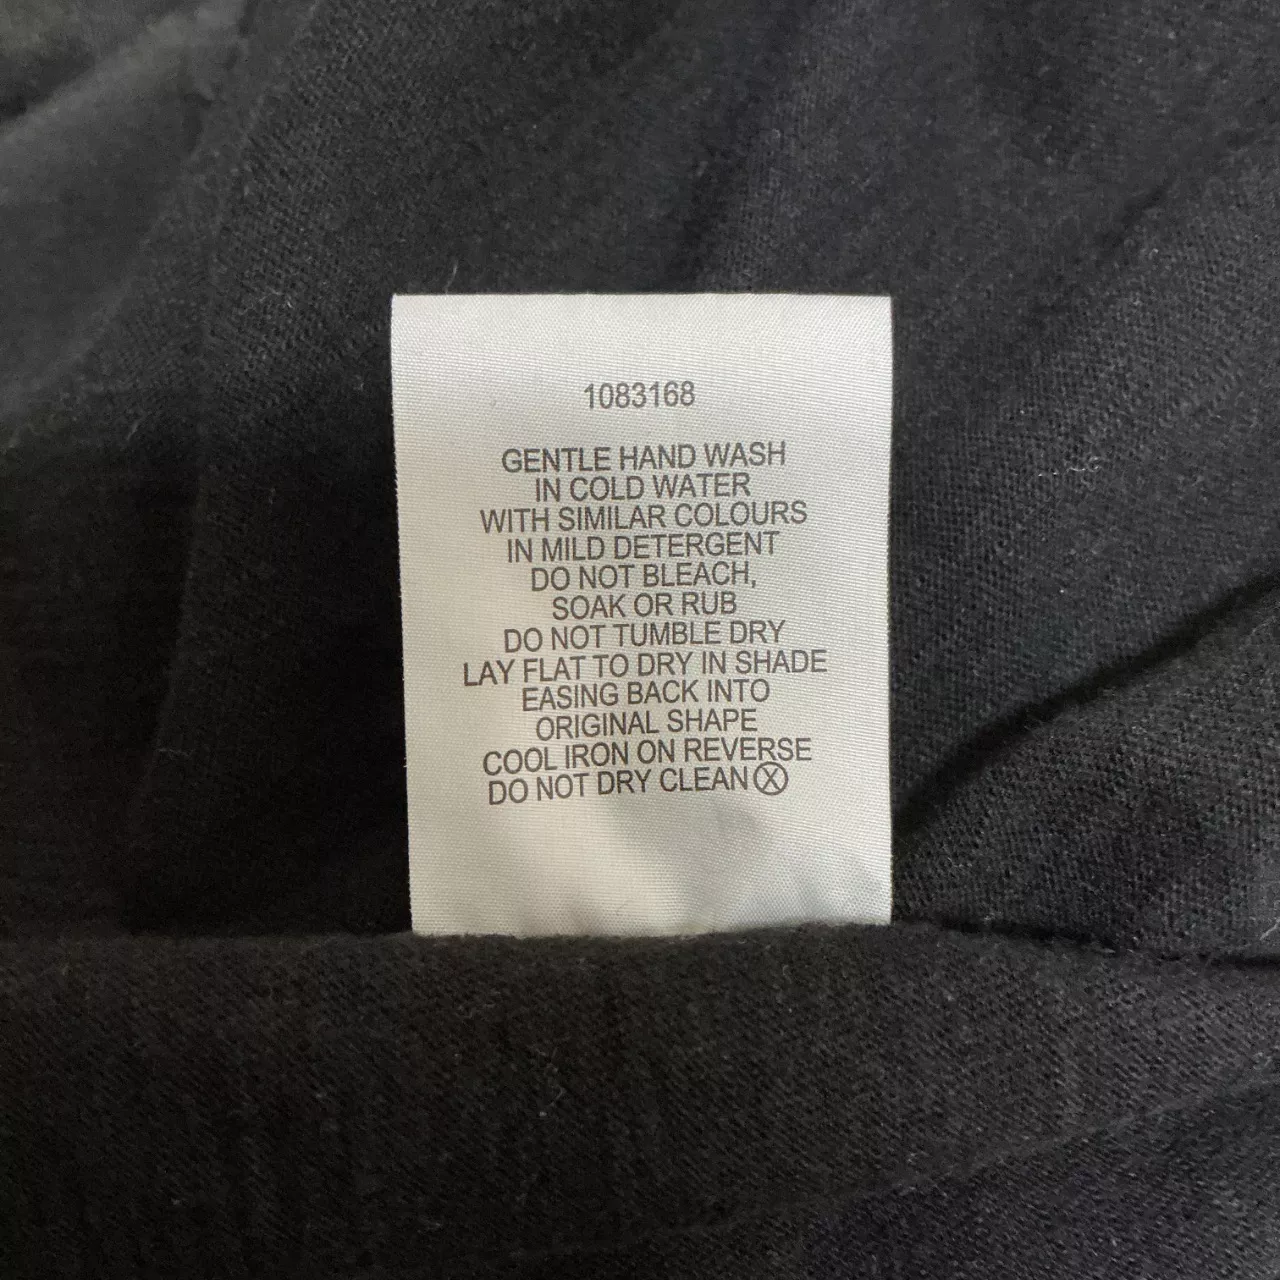 1083168
GENTLE HAND WASH
IN COLD WATER
WITH SIMILAR COLOURS
IN MILD DETERGENT
DO NOT BLEACH,
SOAK OR RUB
DO NOT TUMBLE DRY
LAY FLAT TO DRY IN SHADE
EASING BACK INTO
ORIGINAL SHAPE
COOL IRON ON REVERSE
DO NOT DRY CLEAN Ⓧ